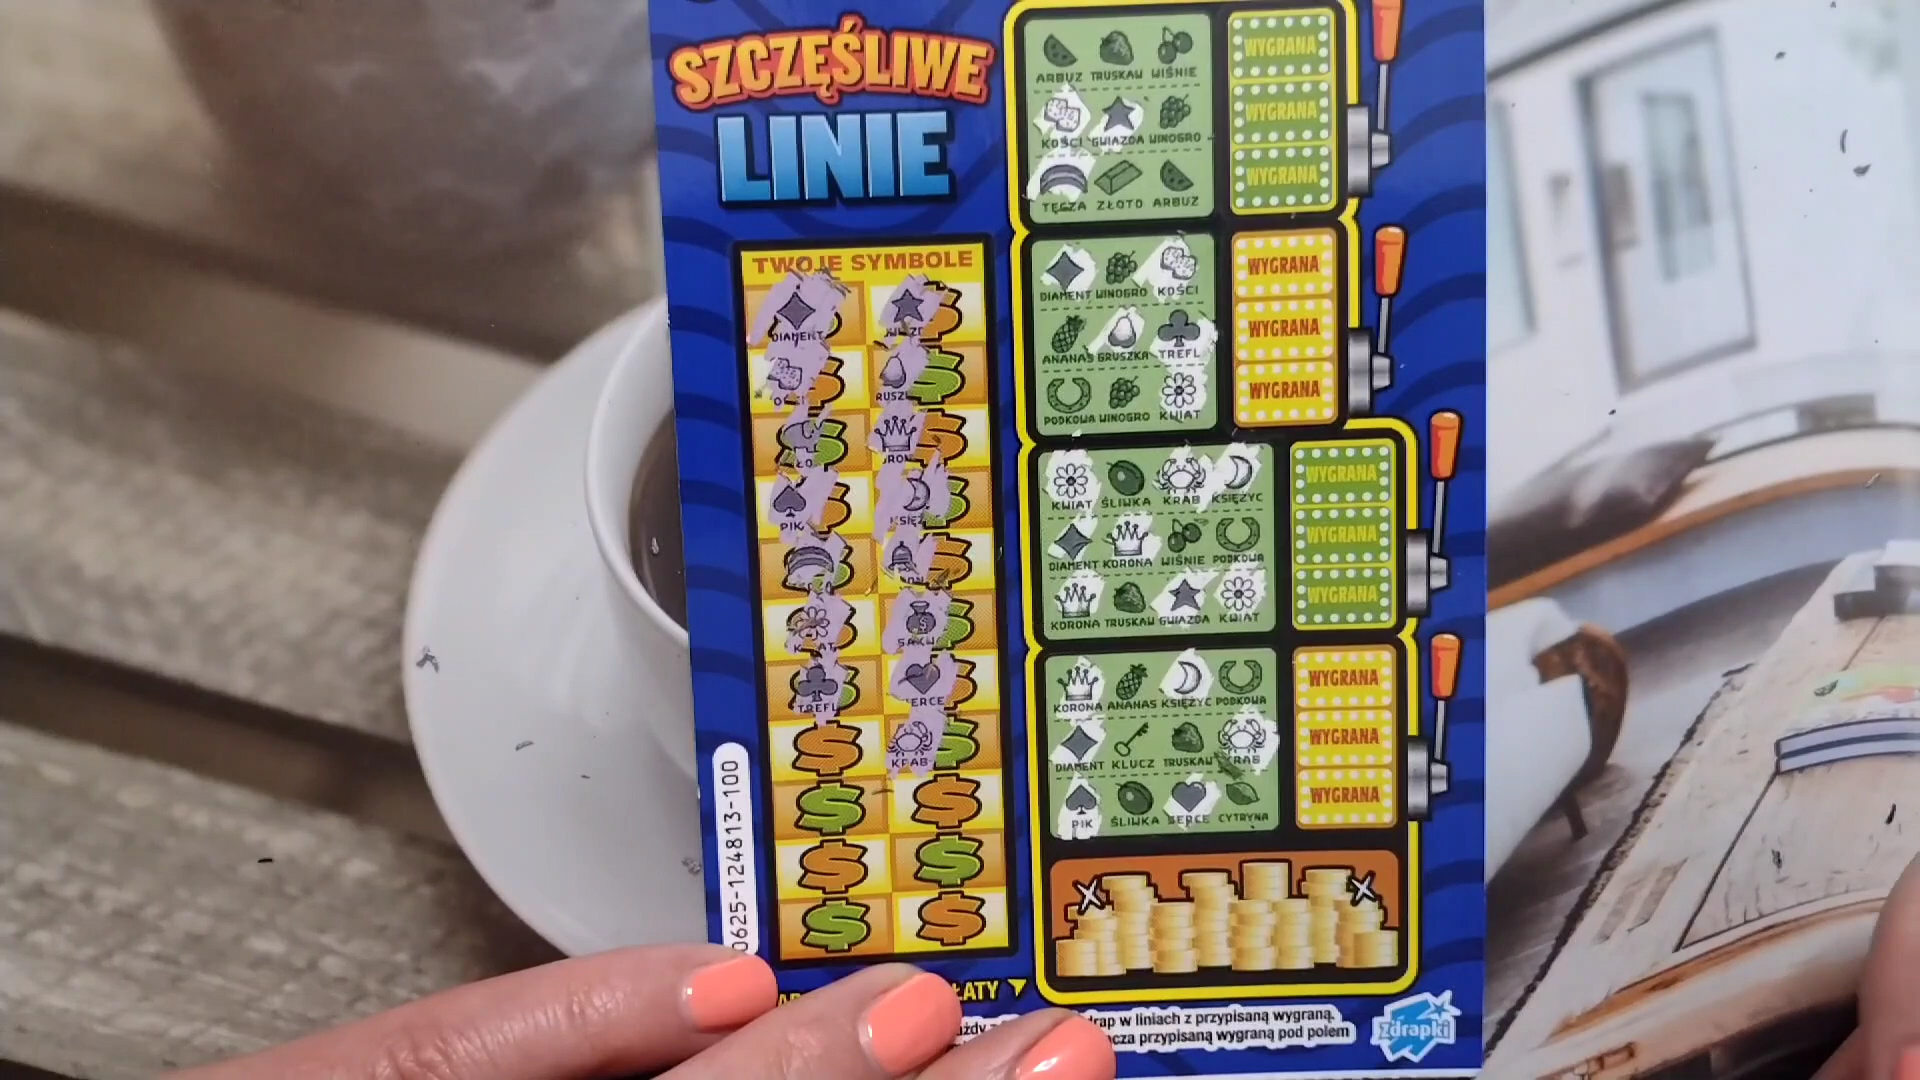 SZCZĘŚLIWE
LINIE
TWOJE SYMBOLE
DIAMENT
PIK
TREFL
KRAB
0625-124813-100
ARBUZ TRUSKAW WIŚNIE
KOŚCI GWIAZDA WINOGRO
TĘCZA ZŁOTO ARBUZ
WYGRANA
WYGRANA
WYGRANA
DIAMENT WINOGRO KOŚCI
ANANAS GRUSZKA TREFL
PODKOWA WINOGRO KWIAT
WYGRANA
WYGRANA
WYGRANA
KWIAT ŚLIWKA KRAB KSIĘŻYC
DIAMENT KORONA WIŚNIE PODKOWA
KORONA TRUSKAW GWIAZDA KWIAT
WYGRANA
WYGRANA
WYGRANA
KORONA ANANAS KSIĘŻYC PODKOWA
DIAMENT KLUCZ TRUSKAW KRAB
PIK ŚLIWKA SERCE CYTRYNA
WYGRANA
WYGRANA
WYGRANA
w liniach z przypisaną wygraną.
przypisaną wygraną pod polem
Zdrapki